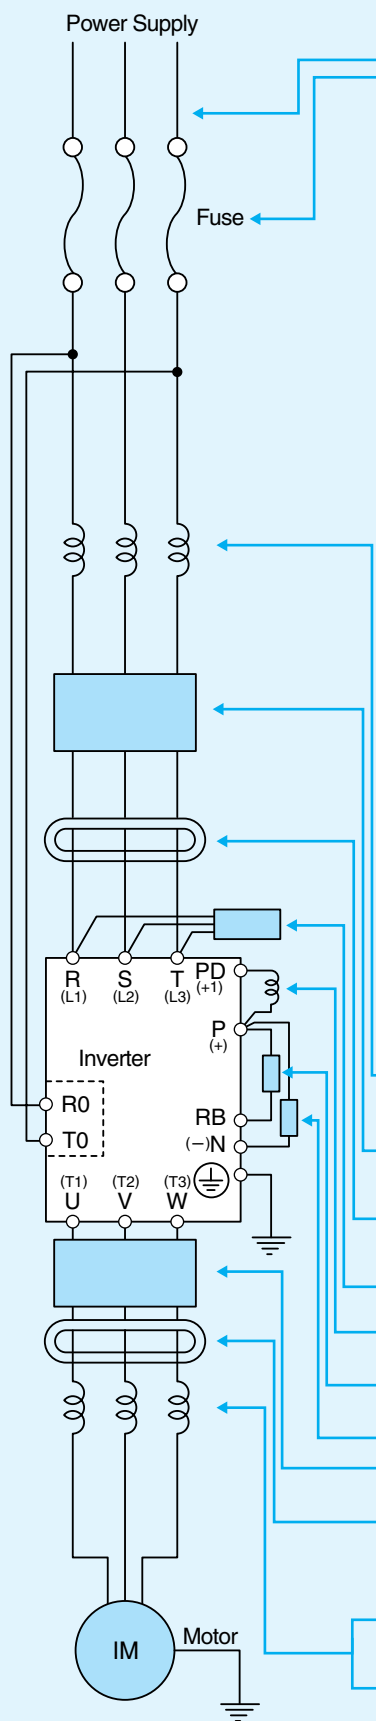 Power Supply
Fuse
R S T PD
(L1) (L2) (L3) (+1)
P
(+)
Inverter
R0
RB
T0
(−)N
(T1) (T2) (T3)
U V W
Motor
IM